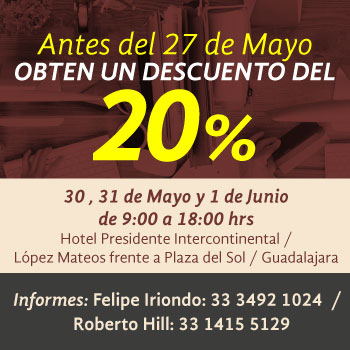 Antes del 27 de Mayo
OBTEN UN DESCUENTO DEL
20%
30 , 31 de Mayo y 1 de Junio
de 9:00 a 18:00 hrs
Hotel Presidente Intercontinental /
López Mateos frente a Plaza del Sol / Guadalajara
Informes: Felipe Iriondo: 33 3492 1024 /
Roberto Hill: 33 1415 5129